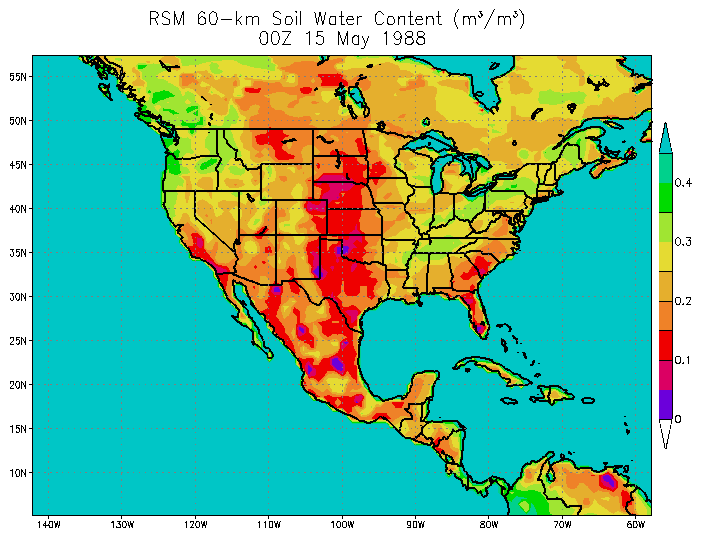 RSM 60-km Soil Water Content (m³/m³)
00Z 15 May 1988
55N
50N
45N
40N
35N
30N
25N
20N
15N
10N
140W 130W 120W 110W 100W 90W 80W 70W 60W
0.4
0.3
0.2
0.1
0